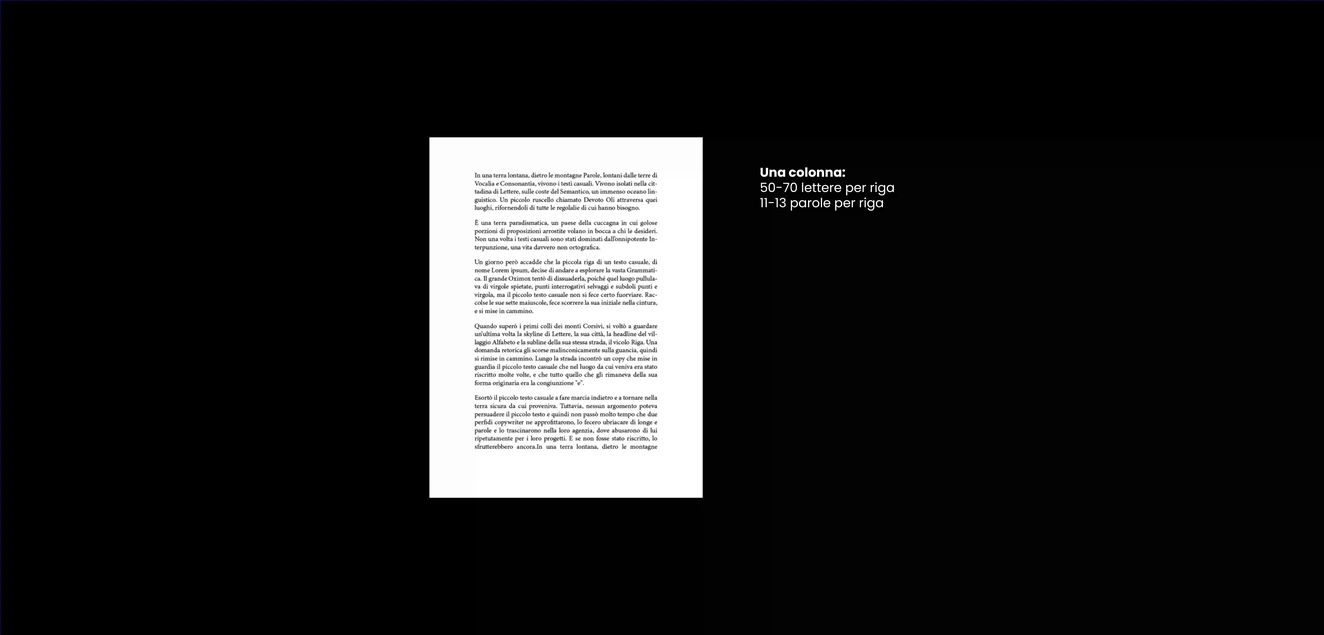 In una terra lontana, dietro le montagne Parole, lontani dalle terre di
Vocalia e Consonantia, vivono i testi casuali. Vivono isolati nella cit-
tadina di Lettere, sulle coste del Semantico, un immenso oceano lin-
guistico. Un piccolo ruscello chiamato Devoto Oli attraversa quei
luoghi, rifornendoli di tutte le regolalie di cui hanno bisogno.
È una terra paradismatica, un paese della cuccagna in cui golose
porzioni di proposizioni arrostite volano in bocca a chi le desideri.
Non una volta i testi casuali sono stati dominati dall'onnipotente In-
terpunzione, una vita davvero non ortografica.
Un giorno però accadde che la piccola riga di un testo casuale, di
nome Lorem ipsum, decise di andare a esplorare la vasta Grammati-
ca. Il grande Oximox tentò di dissuaderla, poiché quel luogo pullula-
va di virgole spietate, punti interrogativi selvaggi e subdoli punti e
virgola, ma il piccolo testo casuale non si fece certo fuorviare. Rac-
colse le sue sette maiuscole, fece scorrere la sua iniziale nella cintura,
e si mise in cammino.
Quando superò i primi colli dei monti Corsivi, si voltò a guardare
un'ultima volta la skyline di Lettere, la sua città, la headline del vil-
laggio Alfabeto e la subline della sua stessa strada, il vicolo Riga. Una
domanda retorica gli scorse malinconicamente sulla guancia, quindi
si rimise in cammino. Lungo la strada incontrò un copy che mise in
guardia il piccolo testo casuale che nel luogo da cui veniva era stato
riscritto molte volte, e che tutto quello che gli rimaneva della sua
forma originaria era la congiunzione "e".
Esortò il piccolo testo casuale a fare marcia indietro e a tornare nella
terra sicura da cui proveniva. Tuttavia, nessun argomento poteva
persuadere il piccolo testo e quindi non passò molto tempo che due
perfidi copywriter ne approfittarono, lo fecero ubriacare di longe e
parole e lo trascinarono nella loro agenzia, dove abusarono di lui
ripetutamente per i loro progetti. E se non fosse stato riscritto, lo
sfrutterebbero ancora.In una terra lontana, dietro le montagne
Una colonna:
50-70 lettere per riga
11-13 parole per riga